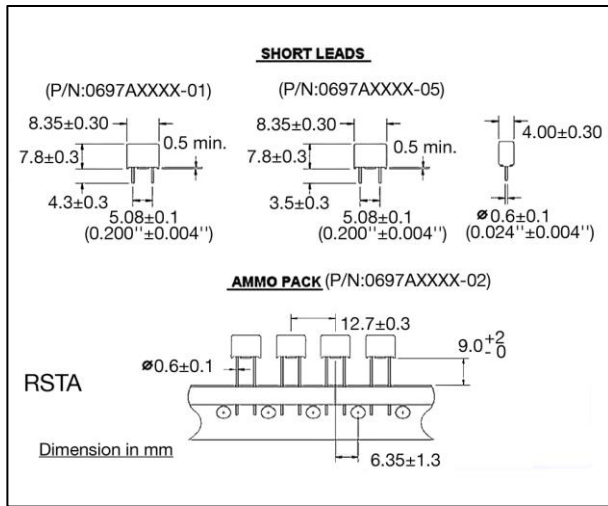 SHORT LEADS
(P/N:0697AXXXX-01)
(P/N:0697AXXXX-05)
8.35±0.30
8.35±0.30
4.00±0.30
0.5 min.
0.5 min.
7.8±0.3
7.8±0.3
4.3±0.3
3.5±0.3
5.08±0.1
(0.200''±0.004'')
5.08±0.1
(0.200''±0.004'')
ø0.6±0.1
(0.024''±0.004'')
AMMO PACK (P/N:0697AXXXX-02)
12.7±0.3
9.0+2-0
ø0.6±0.1
RSTA
Dimension in mm
6.35±1.3